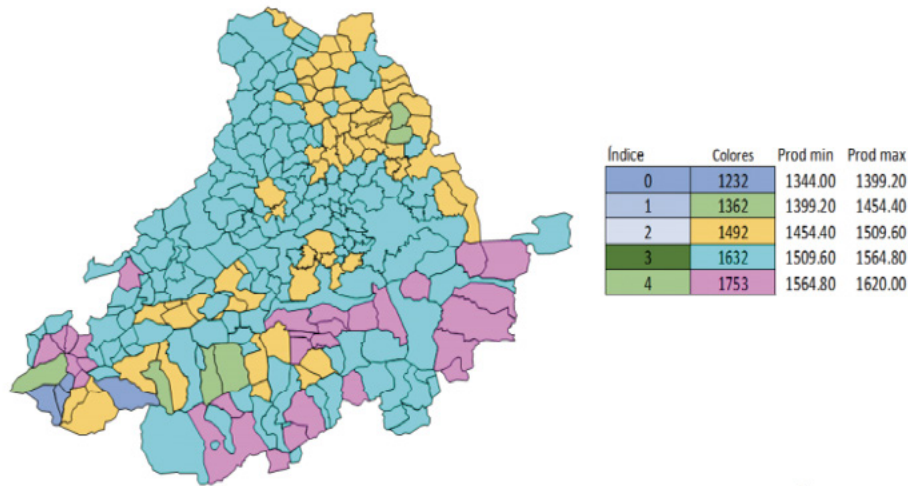 Índice Colores Prod min Prod max
0 1232 1344.00 1399.20
1 1362 1399.20 1454.40
2 1492 1454.40 1509.60
3 1632 1509.60 1564.80
4 1753 1564.80 1620.00